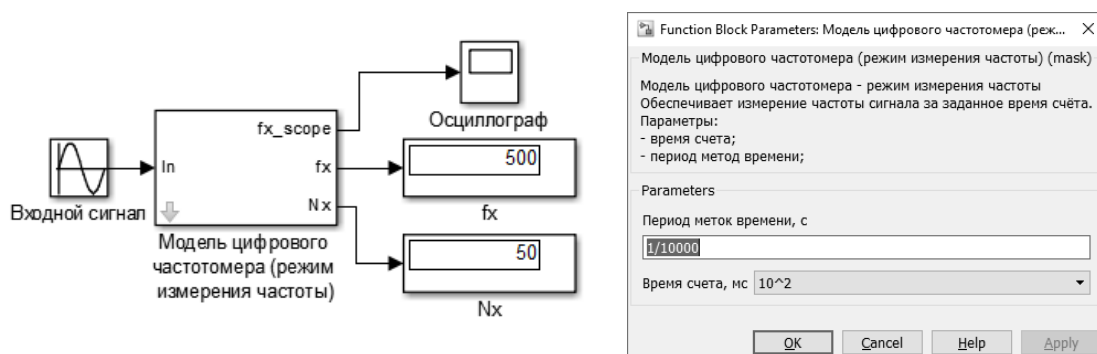 fx_scope
Осциллограф
In
fx
500
fx
Nx
Входной сигнал
50
Nx
Модель цифрового
частотомера (режим
измерения частоты)
Function Block Parameters: Модель цифрового частотомера (реж...
Модель цифрового частотомера (режим измерения частоты) (mask)
Модель цифрового частотомера - режим измерения частоты
Обеспечивает измерение частоты сигнала за заданное время счёта.
Параметры:
- время счета;
- период метод времени;
Parameters
Период меток времени, с
1/10000
Время счета, мс 10^2
OK Cancel Help Apply